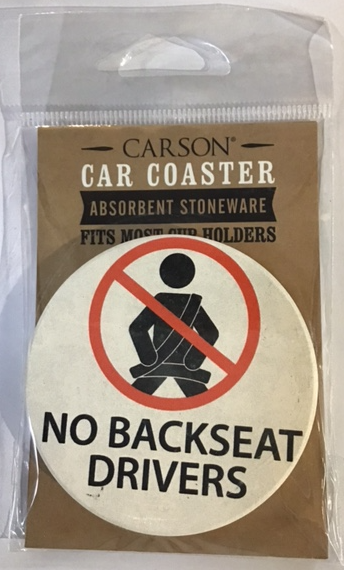 CARSON®
CAR COASTER
ABSORBENT STONEWARE
FITS MOST CUP HOLDERS
NO BACKSEAT
DRIVERS